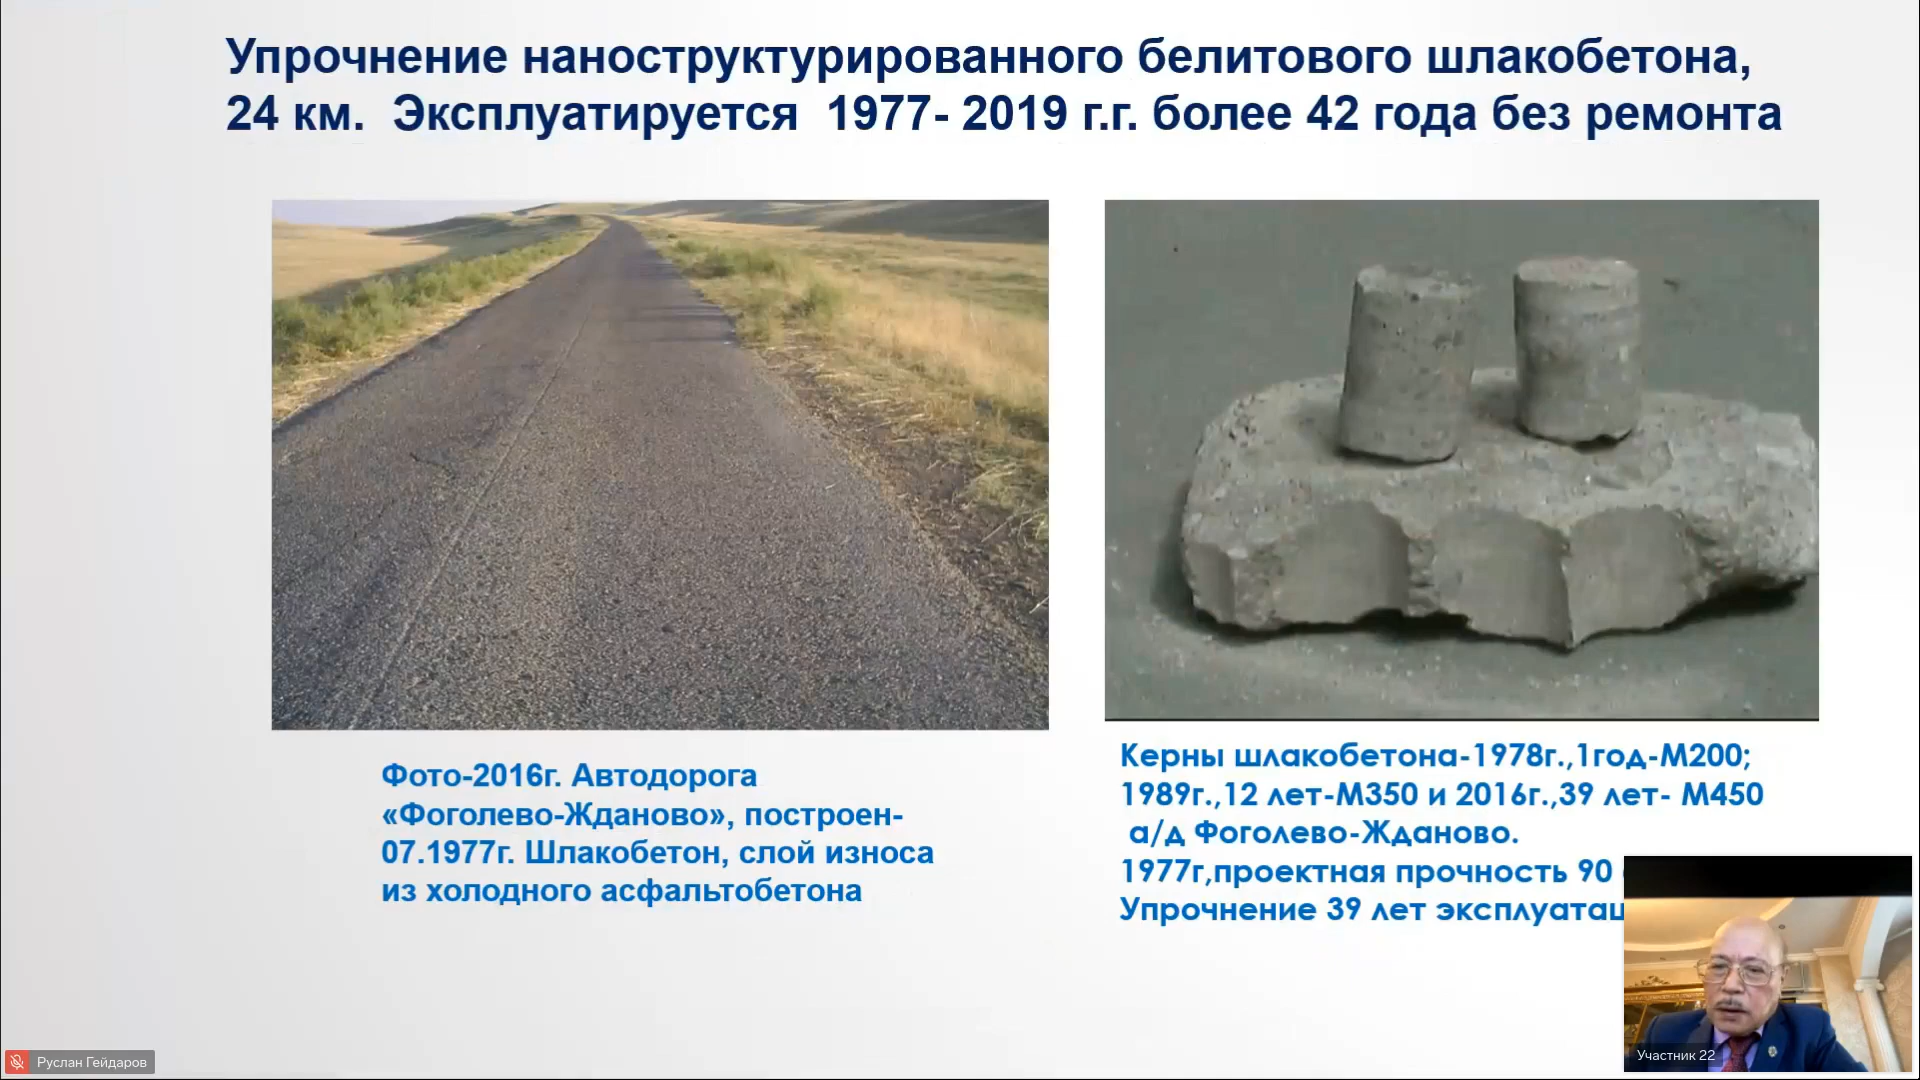 Упрочнение наноструктурированного белитового шлакобетона,
24 км. Эксплуатируется 1977- 2019 г.г. более 42 года без ремонта
Фото-2016г. Автодорога
«Фоголево-Жданово», построен-
07.1977г. Шлакобетон, слой износа
из холодного асфальтобетона
Керны шлакобетона-1978г.,1год-М200;
1989г.,12 лет-М350 и 2016г.,39 лет- М450
а/д Фоголево-Жданово.
1977г,проектная прочность 90
Упрочнение 39 лет
Руслан Гейдаров
Участник 22